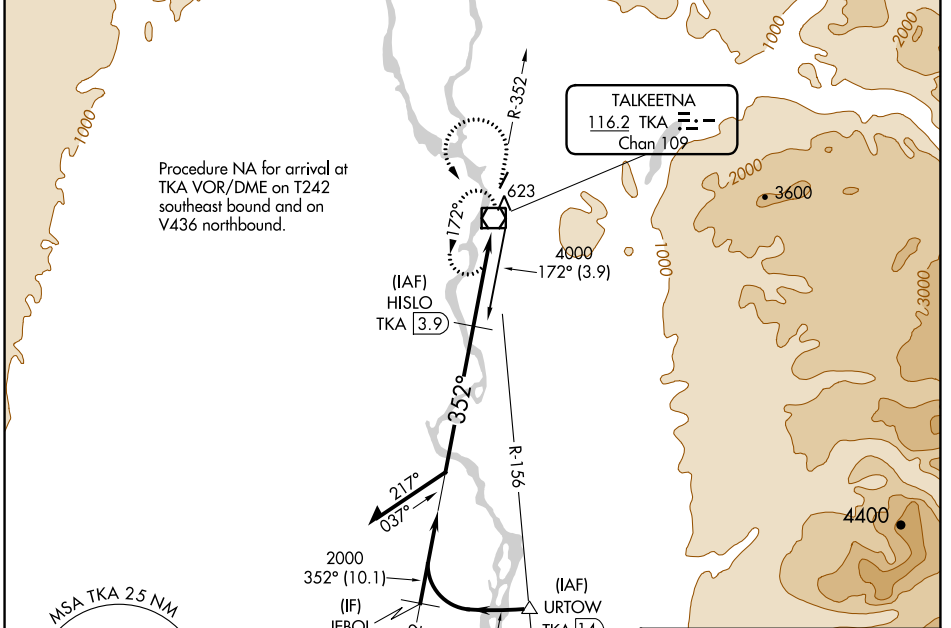 1000
2000
1000
R-352
TALKEETNA
116.2 TKA
Chan 109
Procedure NA for arrival at
TKA VOR/DME on T242
southeast bound and on
V436 northbound.
2000
3600
623
172°
4000
172° (3.9)
1000
3000
(IAF)
HISLO
TKA 3.9
352°
R-156
217°
037°
4400
2000
352° (10.1)
(IAF)
URTOW
TKA 14
(IF)
MSA TKA 25 NM